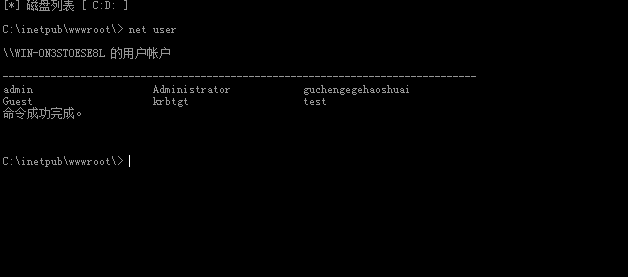 [*] 磁盘列表 [ C:D: ]
C:\inetpub\wwwroot\> net user
\\WIN-ON3STOESE8L 的用户帐户
-------------------------------------------------------------------------------
admin                    Administrator            guchengegehaoshuai
Guest                    krbtgt                   test
命令成功完成。
C:\inetpub\wwwroot\>